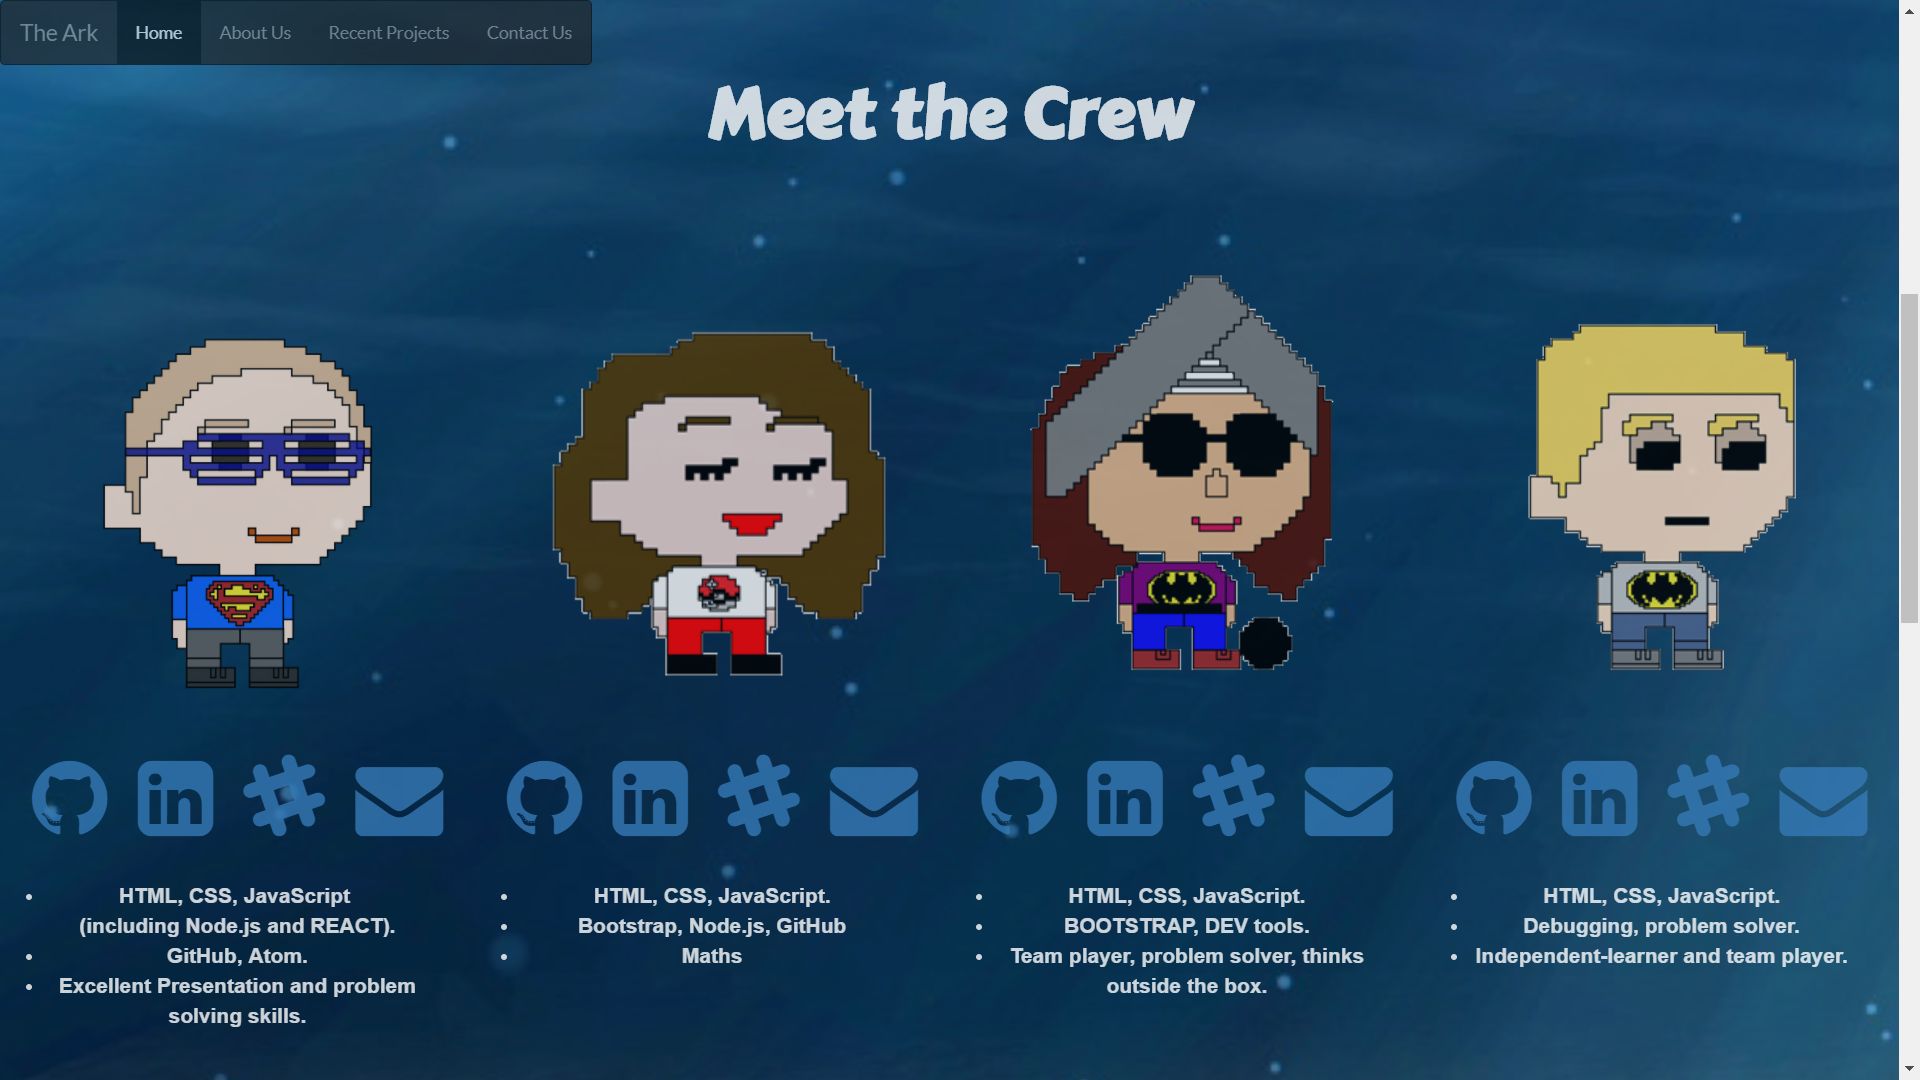 The Ark Home About Us Recent Projects Contact Us
Meet the Crew
HTML, CSS, JavaScript
(including Node.js and REACT).
GitHub, Atom.
Excellent Presentation and problem
solving skills.
HTML, CSS, JavaScript.
Bootstrap, Node.js, GitHub
Maths
HTML, CSS, JavaScript.
BOOTSTRAP, DEV tools.
Team player, problem solver, thinks
outside the box.
HTML, CSS, JavaScript.
Debugging, problem solver.
Independent-learner and team player.